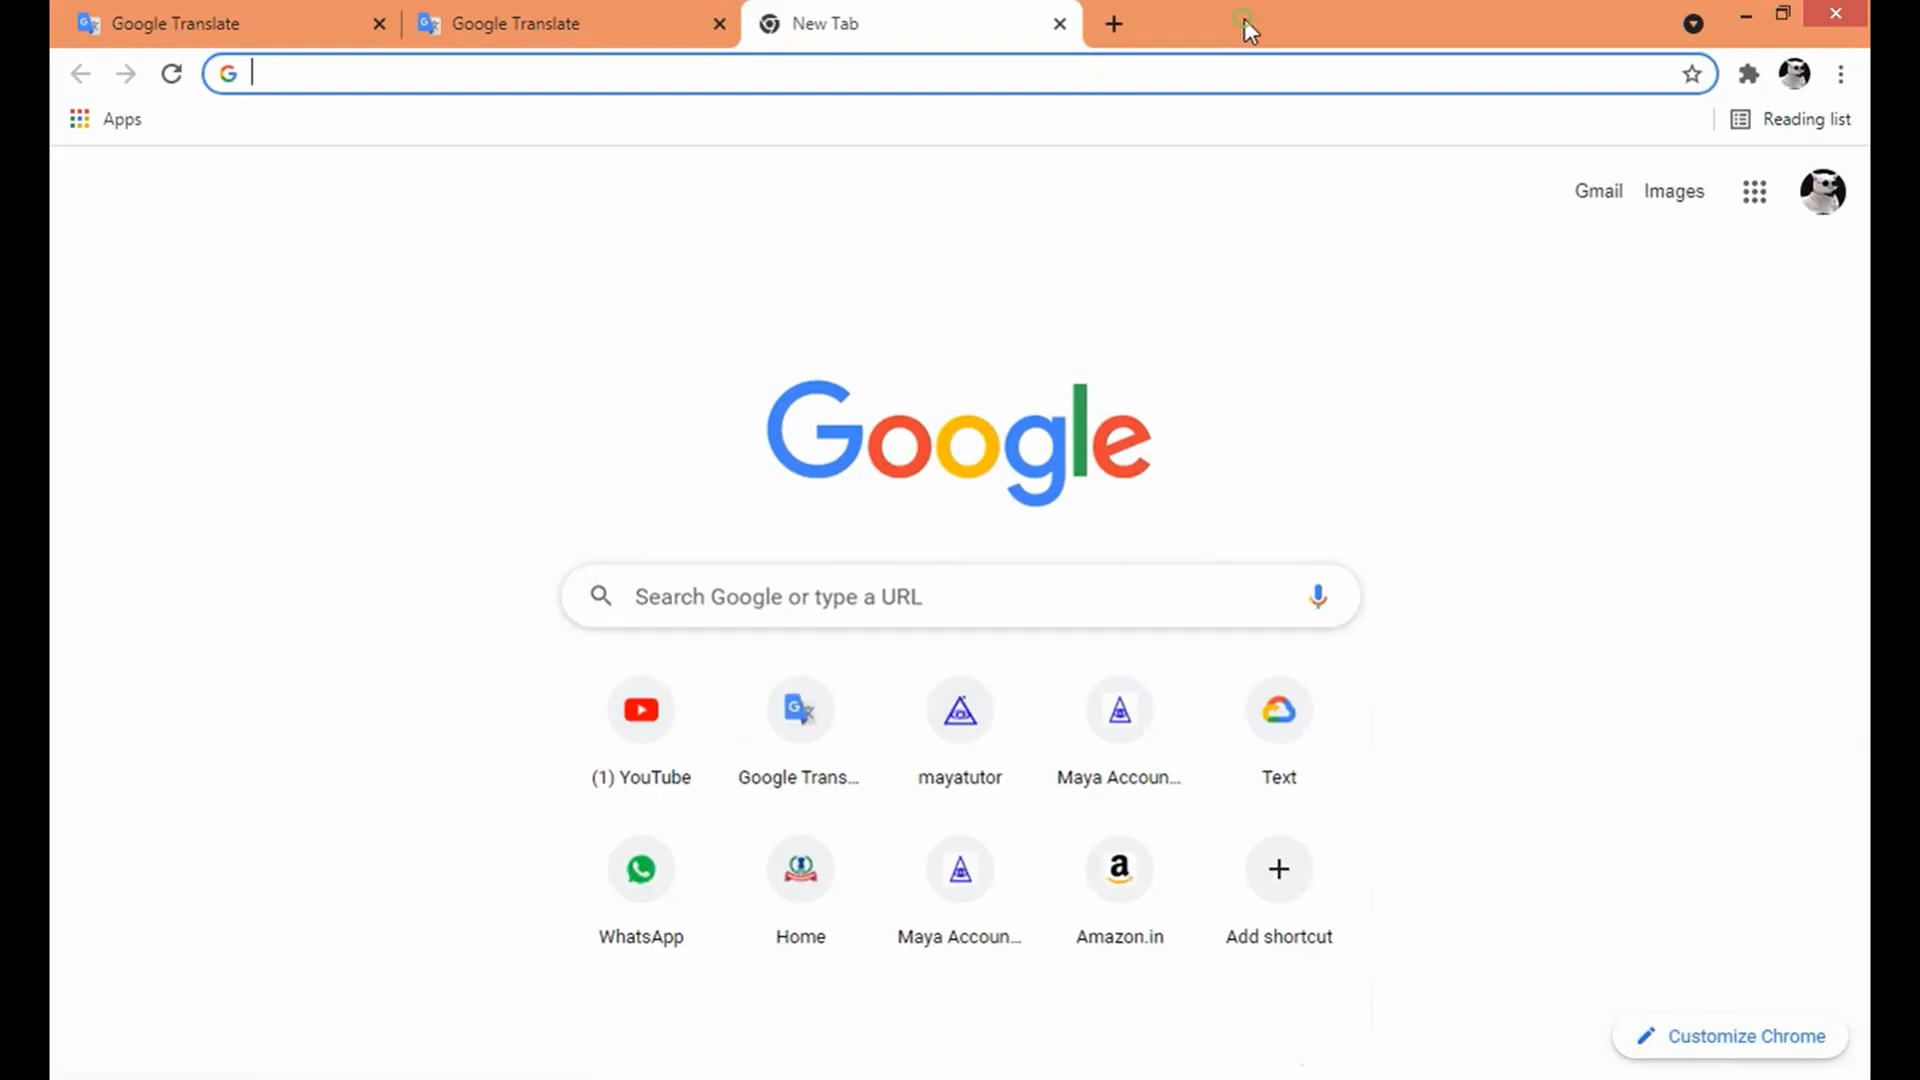 Google Translate
Google Translate
New Tab
Apps
Reading list
Gmail
Images
Google
Search Google or type a URL
(1) YouTube
Google Trans...
mayatutor
Maya Accoun...
Text
WhatsApp
Home
Maya Accoun...
Amazon.in
Add shortcut
Customize Chrome